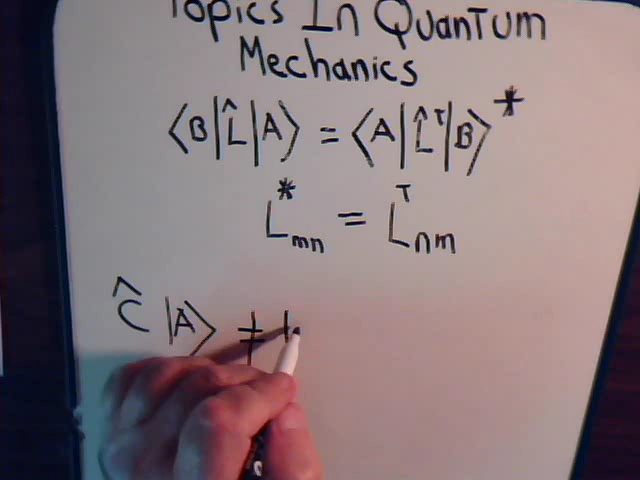 Topics In Quantum
Mechanics
⟨B|L̂|A⟩ = ⟨A|L̂ᵀ|B⟩*
L*ₘₙ = Lᵀₙₘ
Ĉ |A⟩ ≠ |